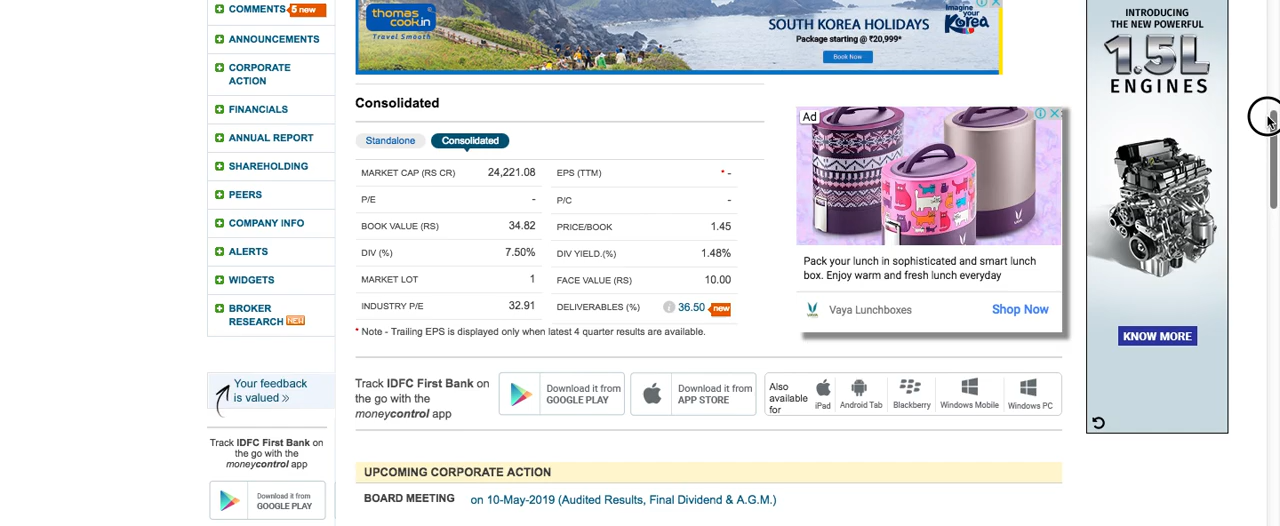 COMMENTS 5 new
ANNOUNCEMENTS
CORPORATE
ACTION
FINANCIALS
ANNUAL REPORT
SHAREHOLDING
PEERS
COMPANY INFO
ALERTS
WIDGETS
BROKER
RESEARCH NEW
Your feedback
is valued »
Track IDFC First Bank on
the go with the
moneycontrol app
Download it from
GOOGLE PLAY
thomas
cook.in
Travel Smooth
SOUTH KOREA HOLIDAYS
Package starting @ ₹20,999*
Book Now
Imagine
your
Korea
Consolidated
Standalone Consolidated
MARKET CAP (RS CR) 24,221.08 EPS (TTM) * -
P/E - P/C -
BOOK VALUE (RS) 34.82 PRICE/BOOK 1.45
DIV (%) 7.50% DIV YIELD.(%) 1.48%
MARKET LOT 1 FACE VALUE (RS) 10.00
INDUSTRY P/E 32.91 DELIVERABLES (%) i 36.50 new
* Note - Trailing EPS is displayed only when latest 4 quarter results are available.
Ad
VAYA
Pack your lunch in sophisticated and smart lunch
box. Enjoy warm and fresh lunch everyday
Vaya Lunchboxes Shop Now
Track IDFC First Bank on
the go with the
moneycontrol app
Download it from
GOOGLE PLAY
Download it from
APP STORE
Also
available
for
iPad Android Tab Blackberry Windows Mobile Windows PC
UPCOMING CORPORATE ACTION
BOARD MEETING on 10-May-2019 (Audited Results, Final Dividend & A.G.M.)
INTRODUCING
THE NEW POWERFUL
1.5L
ENGINES
KNOW MORE